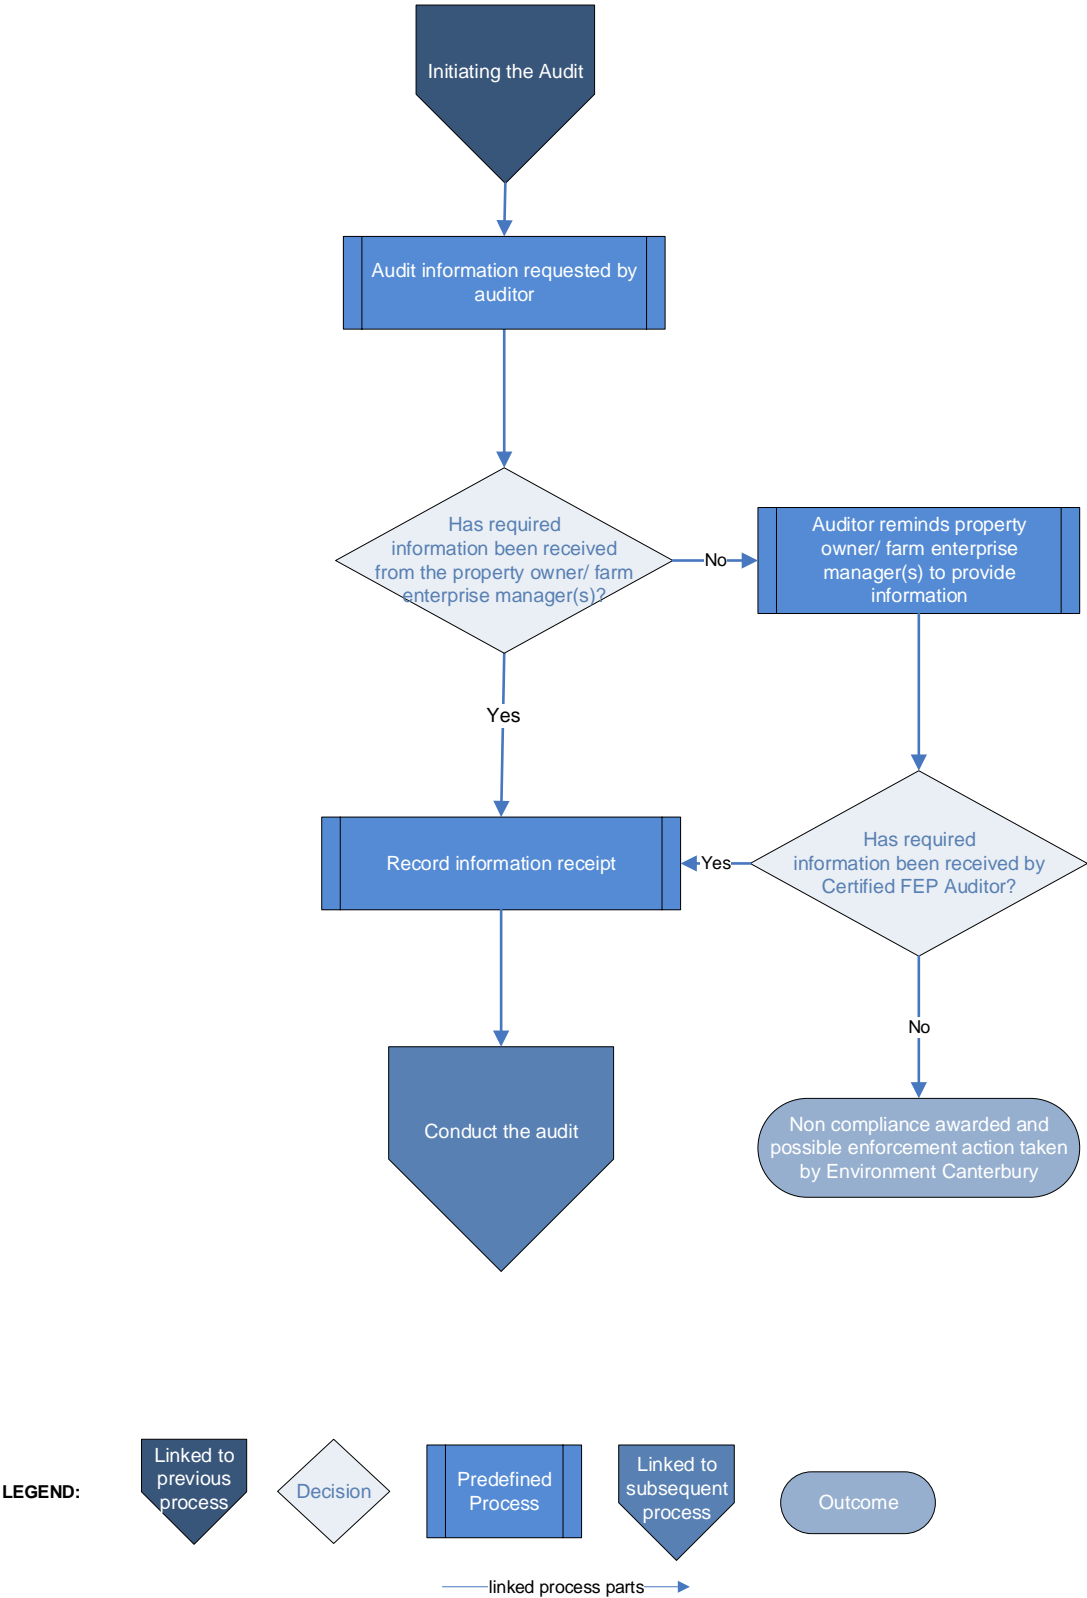 Initiating the Audit
Audit information requested by
auditor
Has required
information been received
from the property owner/ farm
enterprise manager(s)?
No
Auditor reminds property
owner/ farm enterprise
manager(s) to provide
information
Yes
Has required
information been received by
Certified FEP Auditor?
Yes
Record information receipt
No
Conduct the audit
Non compliance awarded and
possible enforcement action taken
by Environment Canterbury
LEGEND:
Linked to
previous
process
Decision
Predefined
Process
Linked to
subsequent
process
Outcome
linked process parts